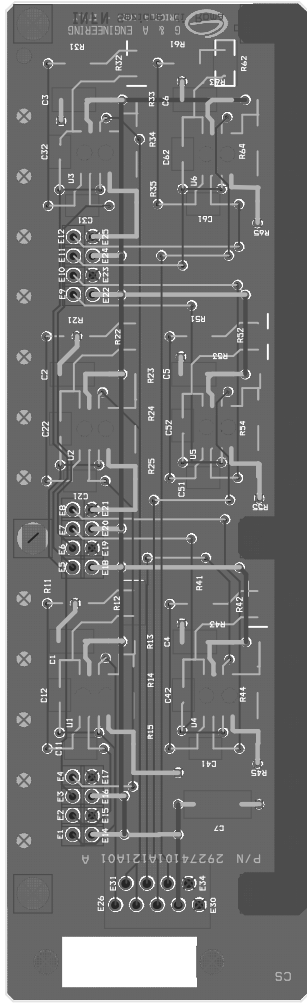 G & A ENGINEERING
R31
R61
R32
R62
R63
C3
R33
C6
R34
C32
C62
R64
U3
R35
U6
C31
C61
R65
E12
E25
E11
E24
E10
E23
E9
E22
R21
R51
R22
R52
R53
C2
R23
C5
R24
C22
C52
R54
R25
U2
U5
C51
C21
E8
E21
E7
E20
E6
E19
E5
E18
R11
R41
R12
R42
R43
C4
C1
R13
R14
C12
C42
R44
U1
R15
U4
C11
C41
R45
E4
E17
E3
E16
E2
E15
E1
E14
C7
P/N 29274101A121A01 A
E31
E34
E26
E30
CS